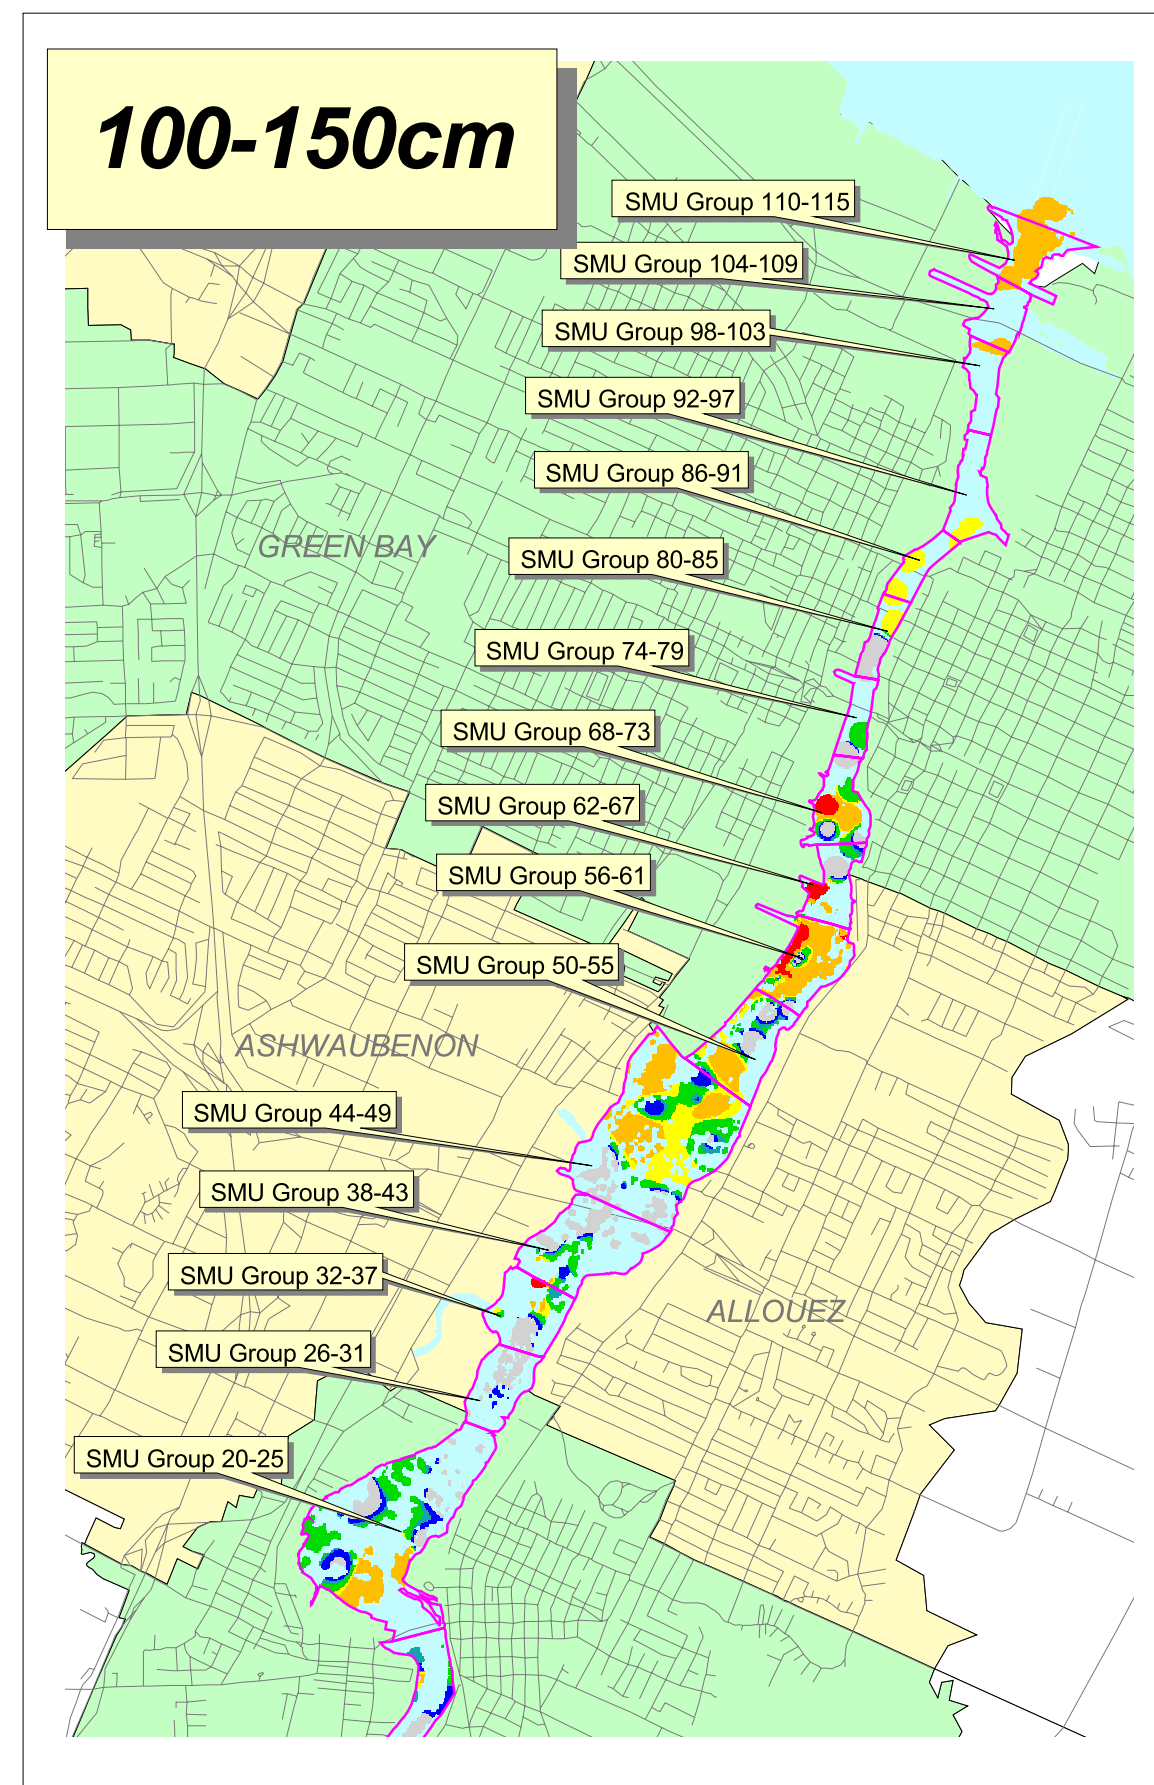 100-150cm
SMU Group 110-115
SMU Group 104-109
SMU Group 98-103
SMU Group 92-97
SMU Group 86-91
GREEN BAY
SMU Group 80-85
SMU Group 74-79
SMU Group 68-73
SMU Group 62-67
SMU Group 56-61
SMU Group 50-55
ASHWAUBENON
SMU Group 44-49
SMU Group 38-43
SMU Group 32-37
ALLOUEZ
SMU Group 26-31
SMU Group 20-25